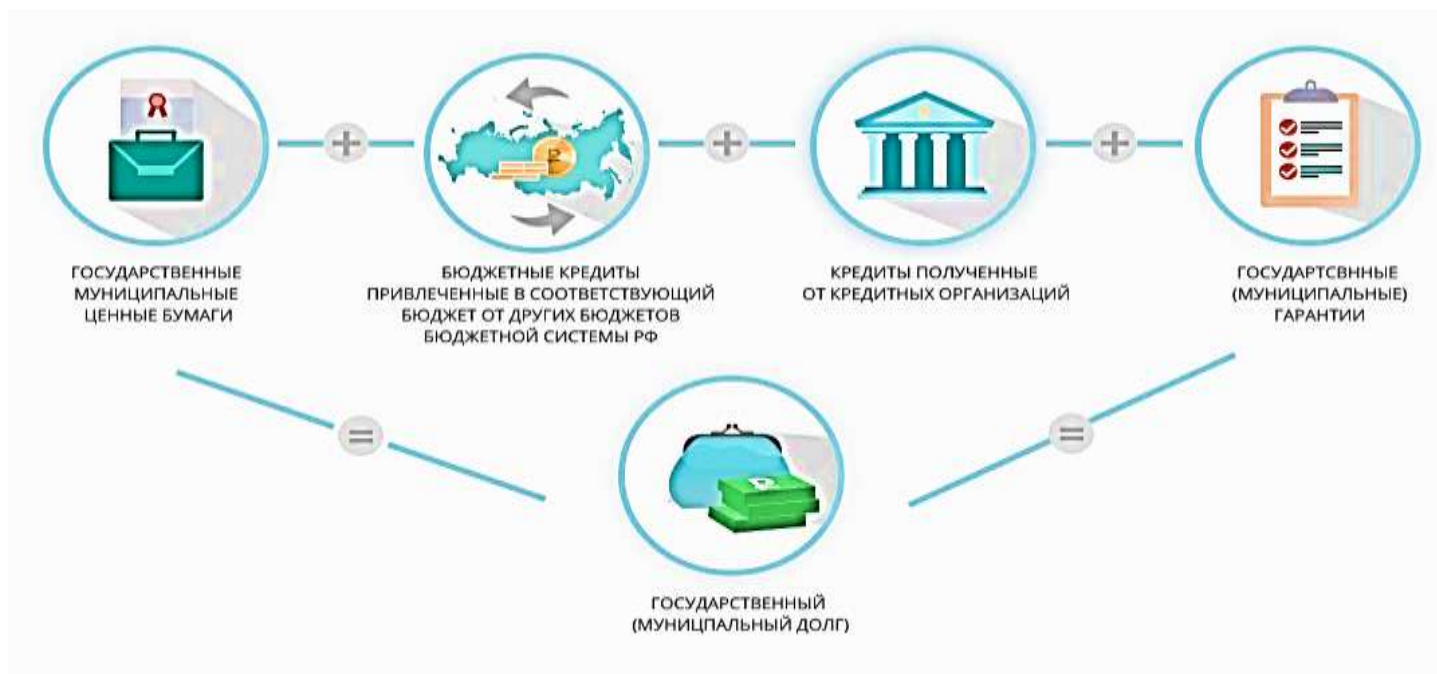 ГОСУДАРСТВЕННЫЕ
МУНИЦИПАЛЬНЫЕ
ЦЕННЫЕ БУМАГИ
БЮДЖЕТНЫЕ КРЕДИТЫ
ПРИВЛЕЧЕННЫЕ В СООТВЕТСТВУЮЩИЙ
БЮДЖЕТ ОТ ДРУГИХ БЮДЖЕТОВ
БЮДЖЕТНОЙ СИСТЕМЫ РФ
КРЕДИТЫ ПОЛУЧЕННЫЕ
ОТ КРЕДИТНЫХ ОРГАНИЗАЦИЙ
ГОСУДАРТСВННЫЕ
(МУНИЦИПАЛЬНЫЕ)
ГАРАНТИИ
ГОСУДАРСТВЕННЫЙ
(МУНИЦПАЛЬНЫЙ ДОЛГ)